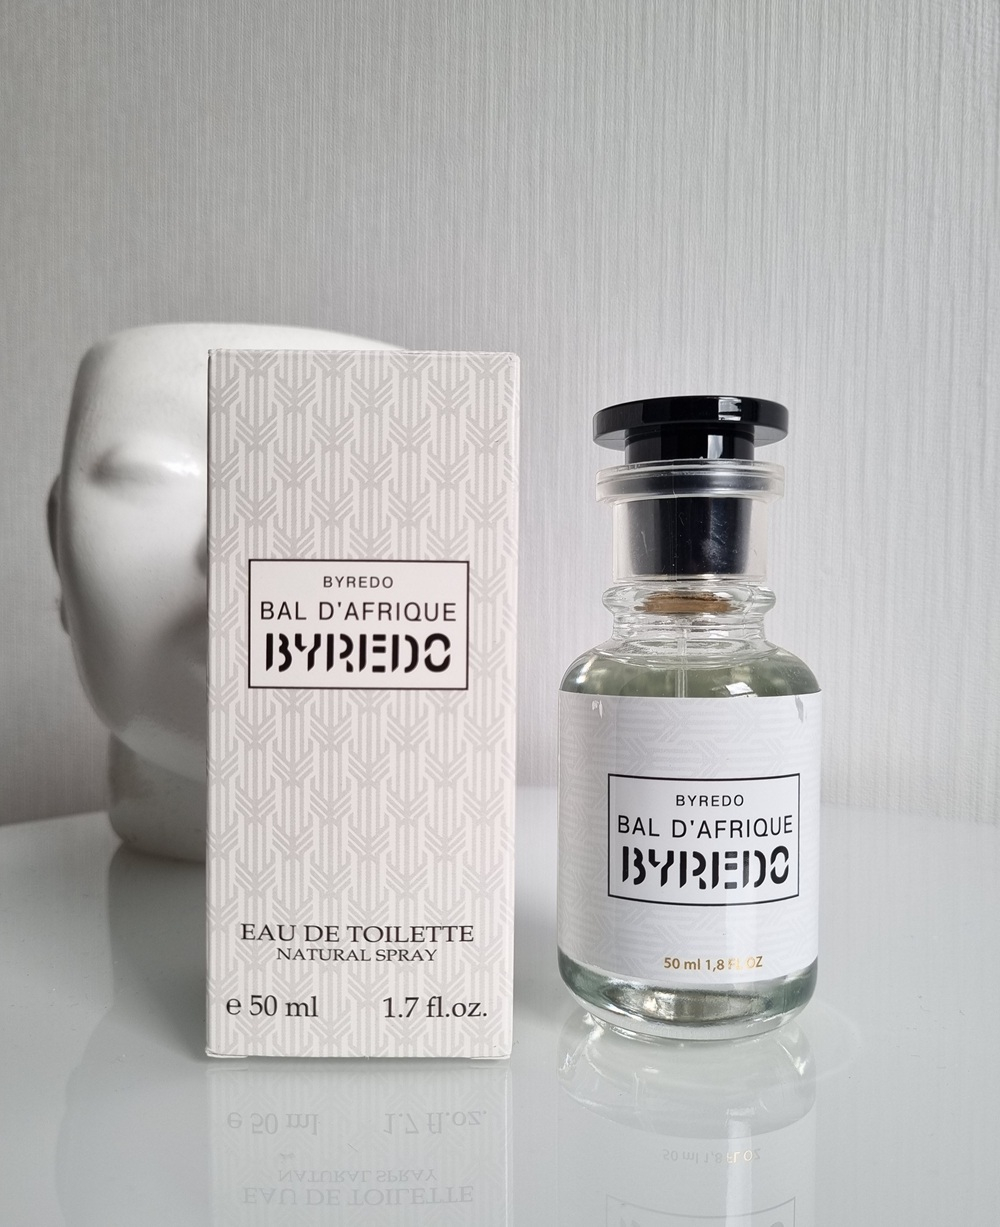 BYREDO
BAL D'AFRIQUE
BYREDO
EAU DE TOILETTE
NATURAL SPRAY
e 50 ml 1.7 fl.oz.
BYREDO
BAL D'AFRIQUE
BYREDO
50 ml 1,8 FL OZ